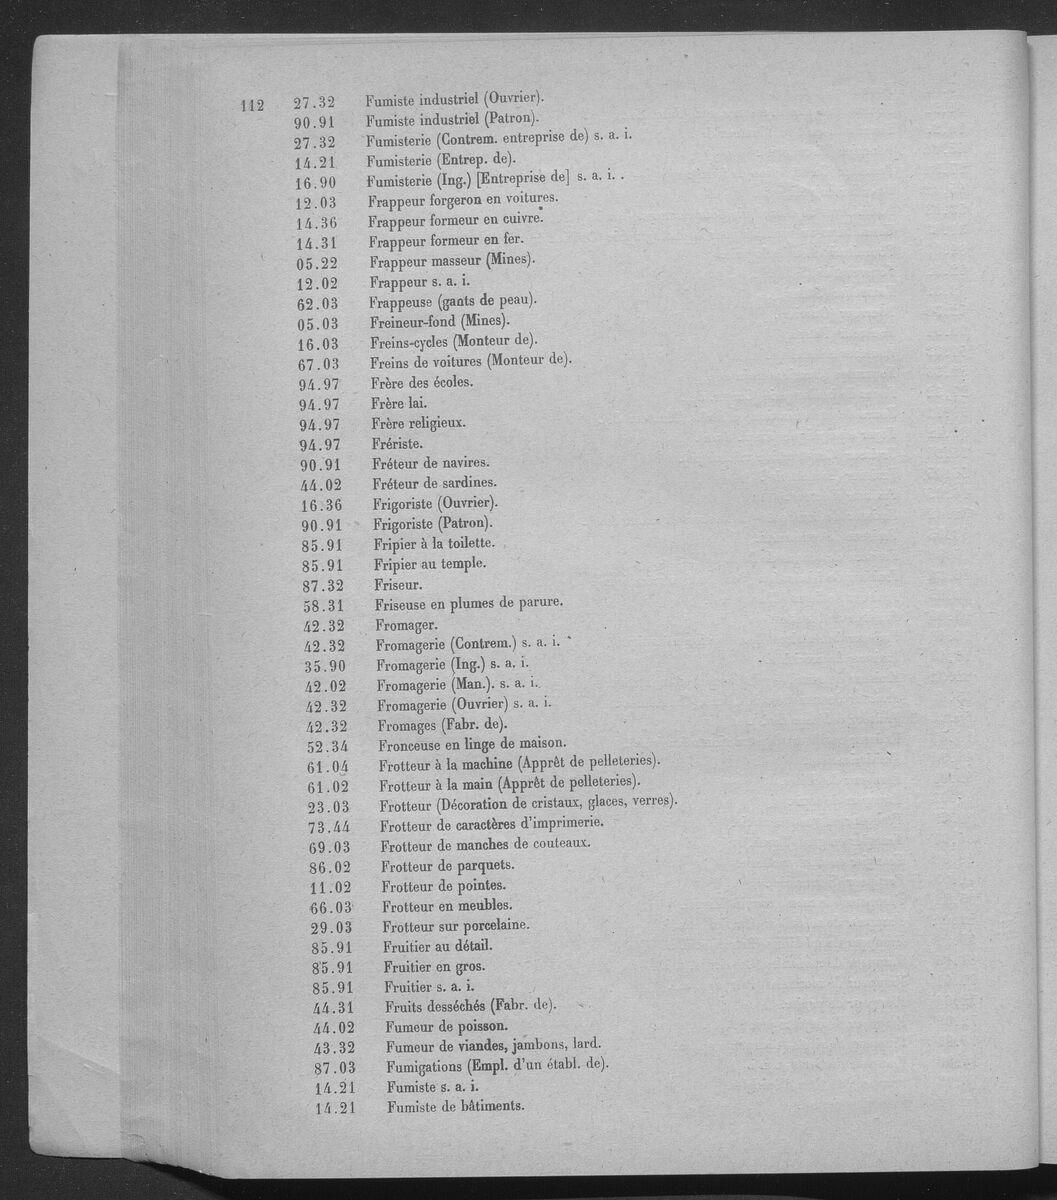 112 27.32 Fumiste industriel (Ouvrier).
90.91 Fumiste industriel (Patron).
27.32 Fumisterie (Contrem. entreprise de) s. a. i.
14.21 Fumisterie (Entrep. de).
16.90 Fumisterie (Ing.) [Entreprise de] s. a. i. .
12.03 Frappeur forgeron en voitures.
14.36 Frappeur formeur en cuivre.
14.31 Frappeur formeur en fer.
05.22 Frappeur masseur (Mines).
12.02 Frappeur s. a. i.
62.03 Frappeuse (gants de peau).
05.03 Freineur-fond (Mines).
16.03 Freins-cycles (Monteur de).
67.03 Freins de voitures (Monteur de).
94.97 Frère des écoles.
94.97 Frère lai.
94.97 Frère religieux.
94.97 Frériste.
90.91 Fréteur de navires.
44.02 Fréteur de sardines.
16.36 Frigoriste (Ouvrier).
90.91 Frigoriste (Patron).
85.91 Fripier à la toilette.
85.91 Fripier au temple.
87.32 Friseur.
58.31 Friseuse en plumes de parure.
42.32 Fromager.
42.32 Fromagerie (Contrem.) s. a. i.
35.90 Fromagerie (Ing.) s. a. i.
42.02 Fromagerie (Man.). s. a. i.
42.32 Fromagerie (Ouvrier) s. a. i.
42.32 Fromages (Fabr. de).
52.34 Fronceuse en linge de maison.
61.04 Frotteur à la machine (Apprêt de pelleteries).
61.02 Frotteur à la main (Apprêt de pelleteries).
23.03 Frotteur (Décoration de cristaux, glaces, verres).
73.44 Frotteur de caractères d'imprimerie.
69.03 Frotteur de manches de couteaux.
86.02 Frotteur de parquets.
11.02 Frotteur de pointes.
66.03 Frotteur en meubles.
29.03 Frotteur sur porcelaine.
85.91 Fruitier au détail.
85.91 Fruitier en gros.
85.91 Fruitier s. a. i.
44.31 Fruits desséchés (Fabr. de).
44.02 Fumeur de poisson.
43.32 Fumeur de viandes, jambons, lard.
87.03 Fumigations (Empl. d'un établ. de).
14.21 Fumiste s. a. i.
14.21 Fumiste de bâtiments.